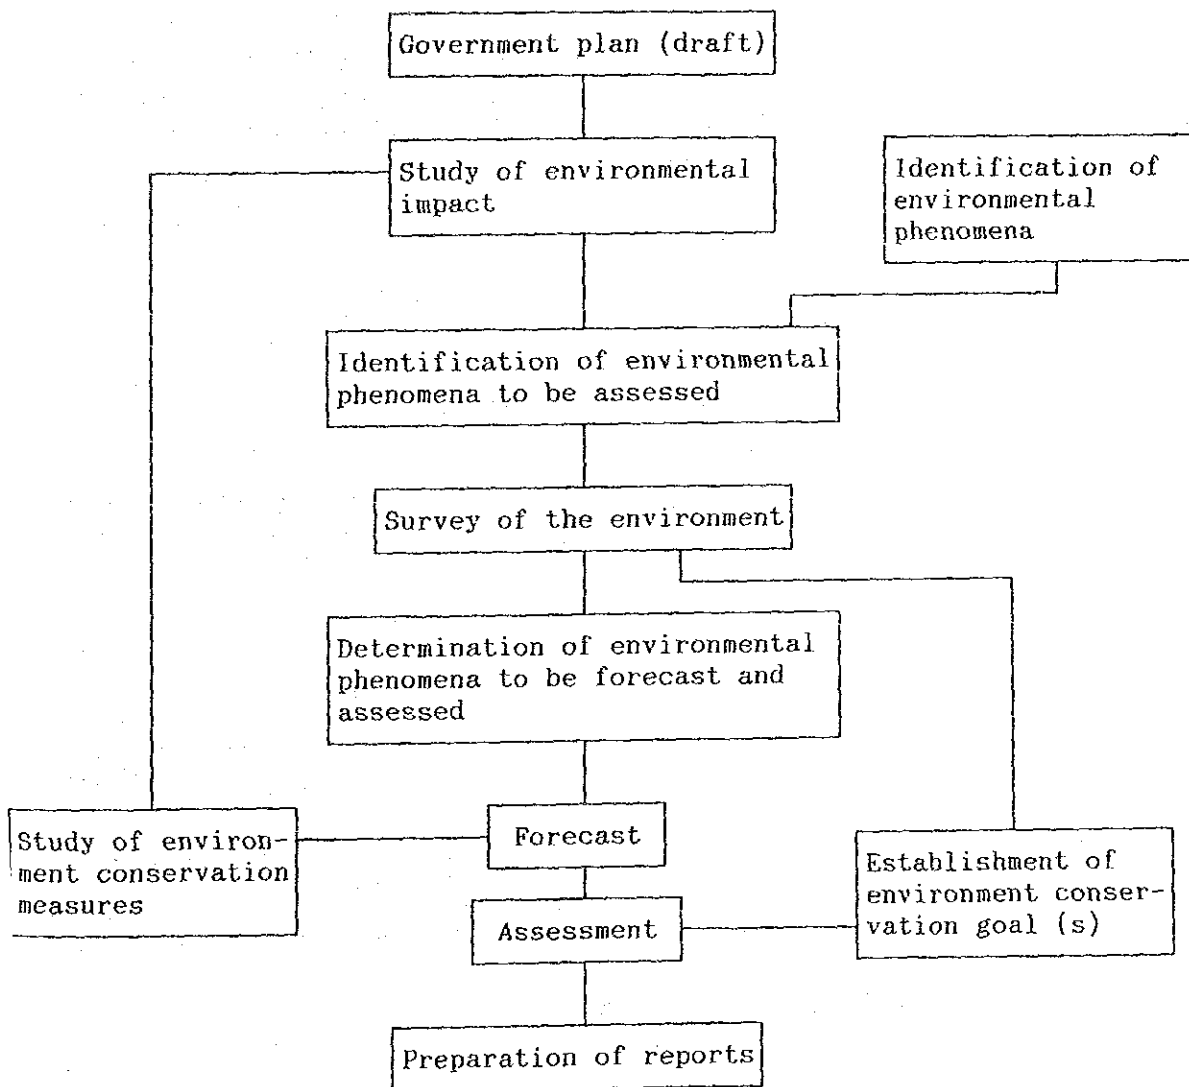 Government plan (draft)
Study of environmental
impact
Identification of
environmental
phenomena
Identification of environmental
phenomena to be assessed
Survey of the environment
Determination of environmental
phenomena to be forecast and
assessed
Study of environ-
ment conservation
measures
Forecast
Establishment of
environment conser-
vation goal (s)
Assessment
Preparation of reports